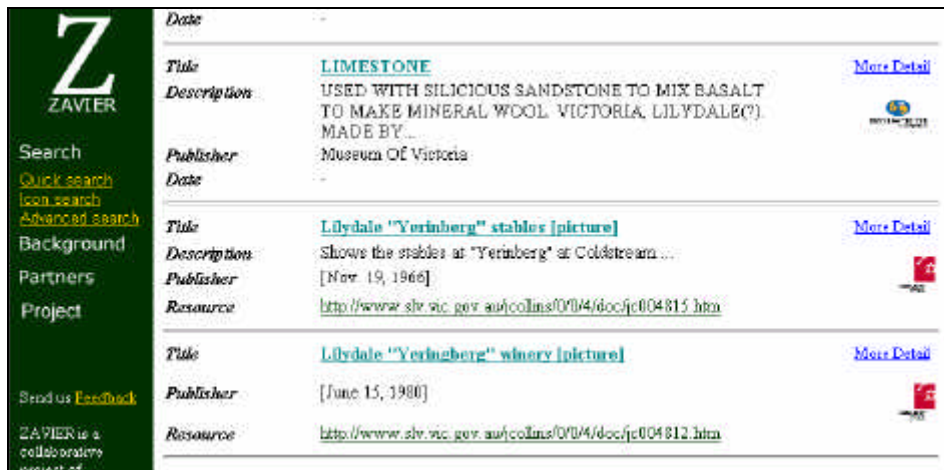 Z
ZAVIER
Search
Quick search
Icon search
Advanced search
Background
Partners
Project
Send us Feedback
ZAVIER is a
collaborative
project of
Date -
Title LIMESTONE More Detail
Description USED WITH SILICIOUS SANDSTONE TO MIX BASALT
TO MAKE MINERAL WOOL. VICTORIA, LILYDALE(?).
MADE BY...
Publisher Museum Of Victoria
Date -
Title Lilydale "Yerinberg" stables [picture] More Detail
Description Shows the stables at "Yerinberg" at Coldstream ...
Publisher [Nov. 19, 1966]
Resource http://www.slv.vic.gov.au/jcollins/0/0/4/doc/jc004815.htm
Title Lilydale "Yeringberg" winery [picture] More Detail
Publisher [June 15, 1980]
Resource http://www.slv.vic.gov.au/jcollins/0/0/4/doc/jc004812.htm